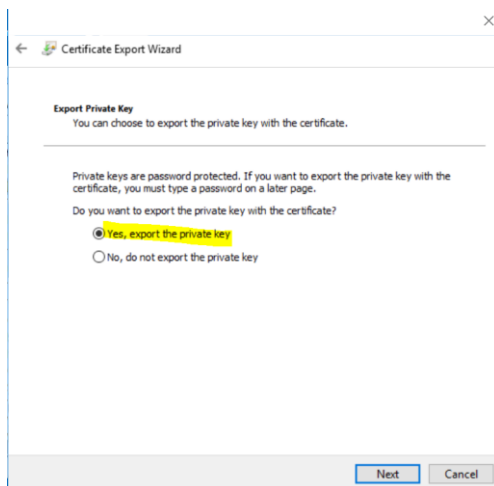 Certificate Export Wizard
Export Private Key
You can choose to export the private key with the certificate.
Private keys are password protected. If you want to export the private key with the
certificate, you must type a password on a later page.
Do you want to export the private key with the certificate?
Yes, export the private key
No, do not export the private key
Next Cancel